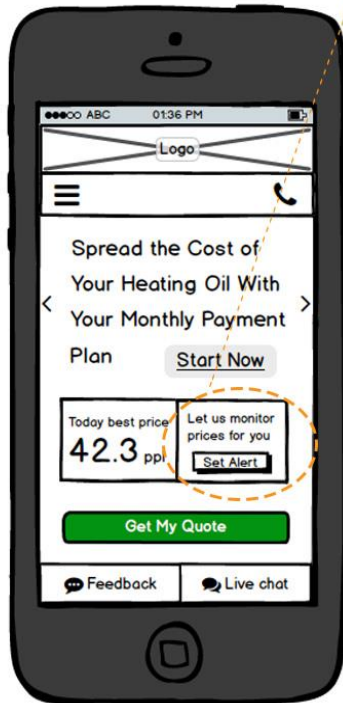 ABC 01:36 PM
Logo
Spread the Cost of
Your Heating Oil With
Your Monthly Payment
Plan Start Now
Today best price
42.3 ppl
Let us monitor
prices for you
Set Alert
Get My Quote
Feedback Live chat